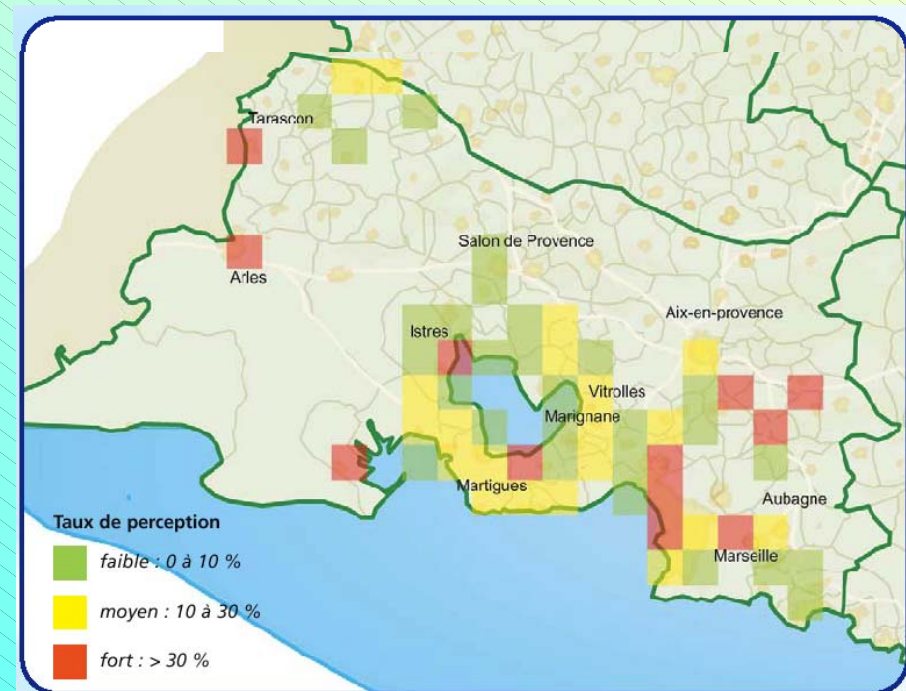 Tarascon
Salon de Provence
Arles
Aix-en-provence
Istres
Vitrolles
Marignane
Martigues
Aubagne
Marseille
Taux de perception
faible : 0 à 10 %
moyen : 10 à 30 %
fort : > 30 %